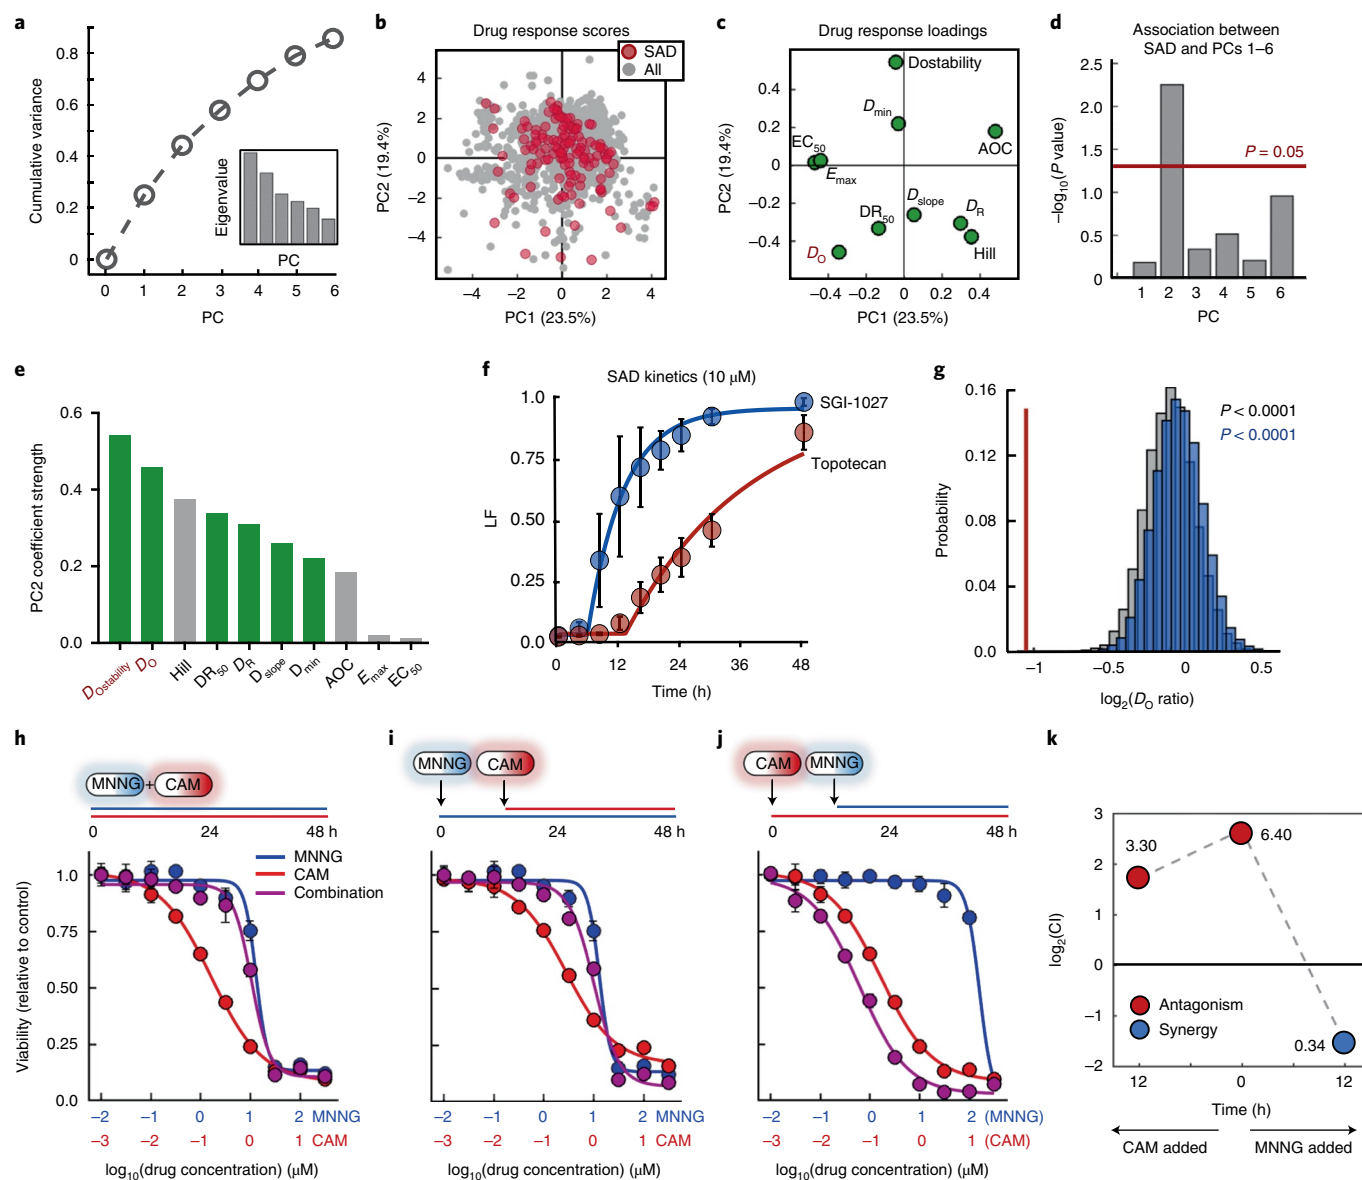 a
Cumulative variance
0.8
0.6
0.4
0.2
0
0 1 2 3 4 5 6
PC
Eigenvalue
PC
b
Drug response scores
SAD
All
PC2 (19.4%)
4
2
0
−2
−4
−4 −2 0 2 4
PC1 (23.5%)
c
Drug response loadings
PC2 (19.4%)
0.4
0.2
0
−0.2
−0.4
Dostability
Dmin
AOC
EC50
Emax
Dslope
DR50
DR
DO
Hill
−0.4 −0.2 0 0.2 0.4
PC1 (23.5%)
d
Association between
SAD and PCs 1–6
−log10(P value)
2.5
2.0
1.5
1.0
0.5
0
P = 0.05
1 2 3 4 5 6
PC
e
PC2 coefficient strength
0.6
0.4
0.2
0.0
DOstability DO Hill DR50 DR Dslope Dmin AOC Emax EC50
f
SAD kinetics (10 μM)
LF
1.0
0.75
0.50
0.25
0.0
SGI-1027
Topotecan
0 12 24 36 48
Time (h)
g
Probability
0.16
0.12
0.08
0.04
0.0
P < 0.0001
P < 0.0001
−1 −0.5 0 0.5
log2(DO ratio)
h
MNNG + CAM
0 24 48 h
MNNG
CAM
Combination
Viability (relative to control)
1.0
0.75
0.50
0.25
0.0
−2 −1 0 1 2 MNNG
−3 −2 −1 0 1 CAM
log10(drug concentration) (μM)
i
MNNG CAM
0 24 48 h
−2 −1 0 1 2 MNNG
−3 −2 −1 0 1 CAM
log10(drug concentration) (μM)
j
CAM MNNG
0 24 48 h
−2 −1 0 1 2 (MNNG)
−3 −2 −1 0 1 (CAM)
log10(drug concentration) (μM)
k
log2(CI)
3
2
1
0
−1
−2
3.30
6.40
0.34
Antagonism
Synergy
12 0 12
Time (h)
CAM added MNNG added